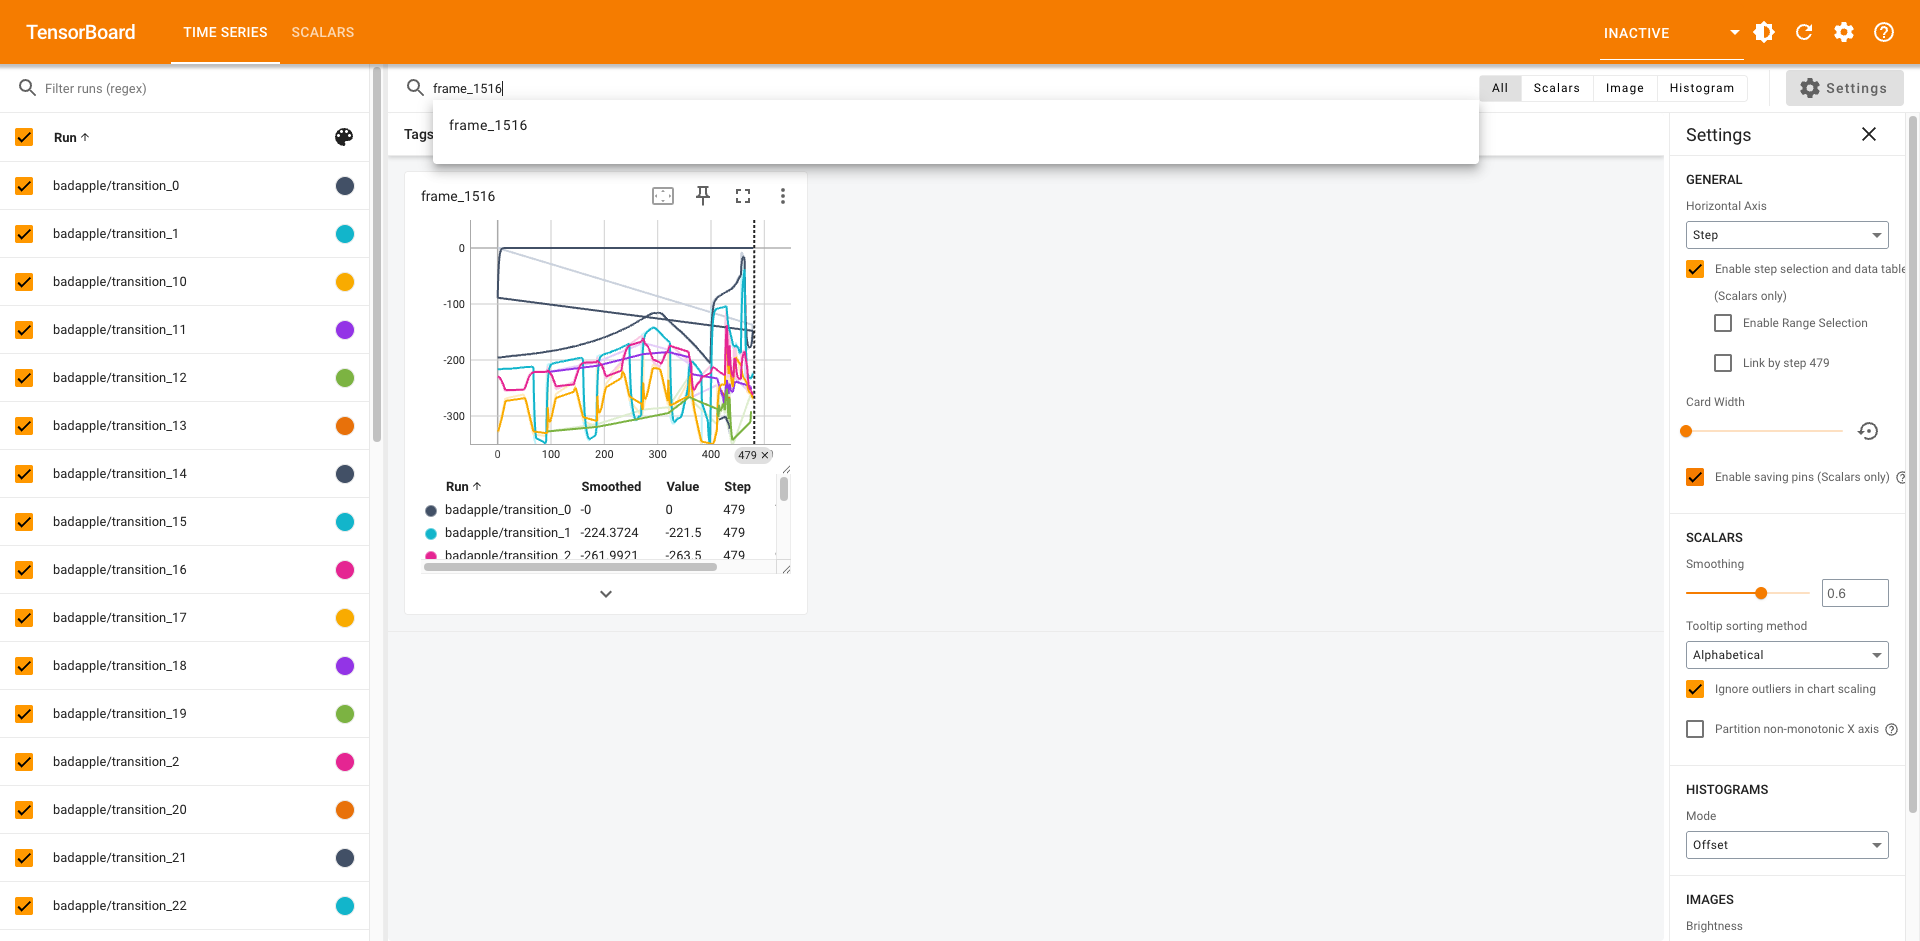 TensorBoard
TIME SERIES
SCALARS
INACTIVE
Filter runs (regex)
Run
badapple/transition_0
badapple/transition_1
badapple/transition_10
badapple/transition_11
badapple/transition_12
badapple/transition_13
badapple/transition_14
badapple/transition_15
badapple/transition_16
badapple/transition_17
badapple/transition_18
badapple/transition_19
badapple/transition_2
badapple/transition_20
badapple/transition_21
badapple/transition_22
frame_1516
frame_1516
All Scalars Image Histogram
Settings
Tags
frame_1516
0
-100
-200
-300
0 100 200 300 400 479
Run Smoothed Value Step
badapple/transition_0 -0 0 479
badapple/transition_1 -224.3724 -221.5 479
badapple/transition_2 -261.9921 -263.5 479
Settings
GENERAL
Horizontal Axis
Step
Enable step selection and data table
(Scalars only)
Enable Range Selection
Link by step 479
Card Width
Enable saving pins (Scalars only)
SCALARS
Smoothing
0.6
Tooltip sorting method
Alphabetical
Ignore outliers in chart scaling
Partition non-monotonic X axis
HISTOGRAMS
Mode
Offset
IMAGES
Brightness